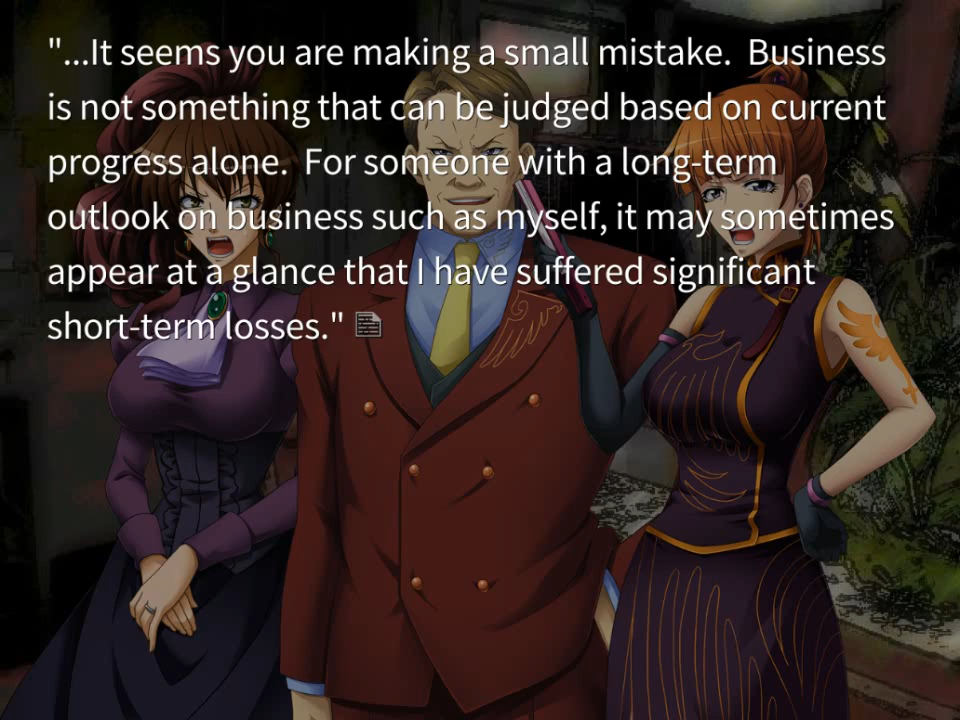 "...It seems you are making a small mistake.  Business
is not something that can be judged based on current
progress alone.  For someone with a long-term
outlook on business such as myself, it may sometimes
appear at a glance that I have suffered significant
short-term losses."